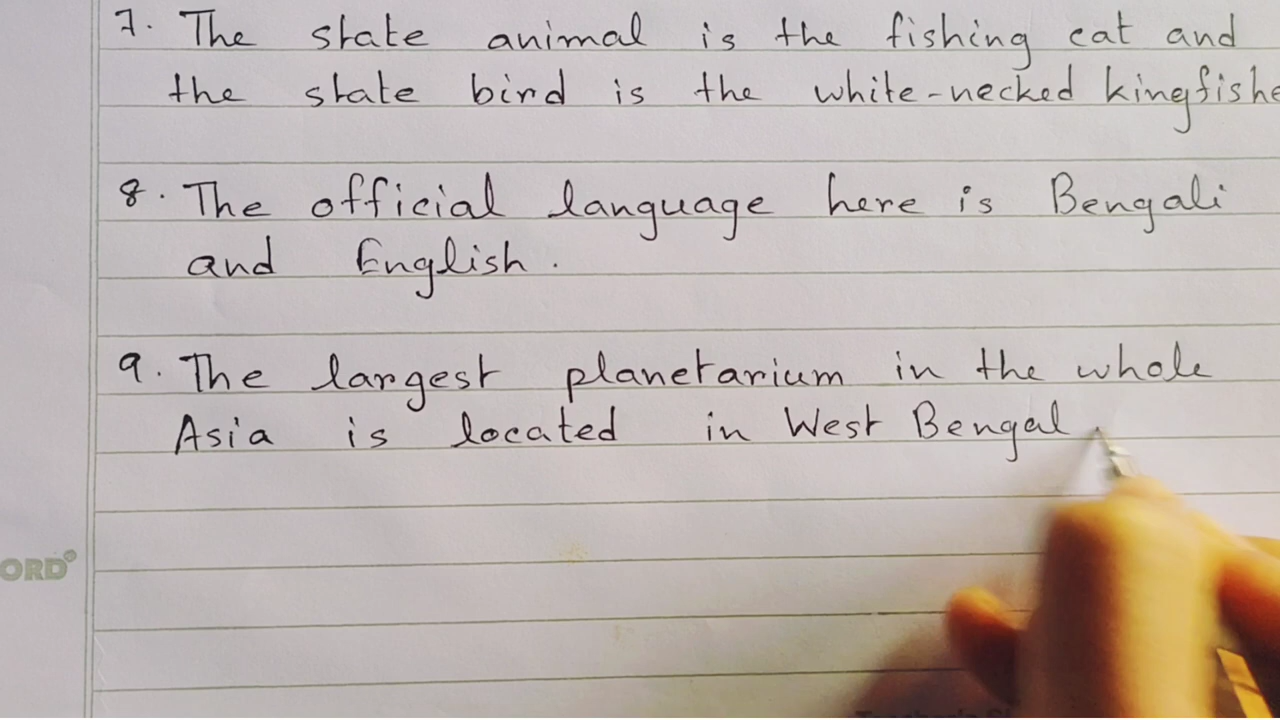 7. The state animal is the fishing cat and
the state bird is the white-necked kingfishe
8. The official language here is Bengali
and English.
9. The largest planetarium in the whole
Asia is located in West Bengal.
ORD®